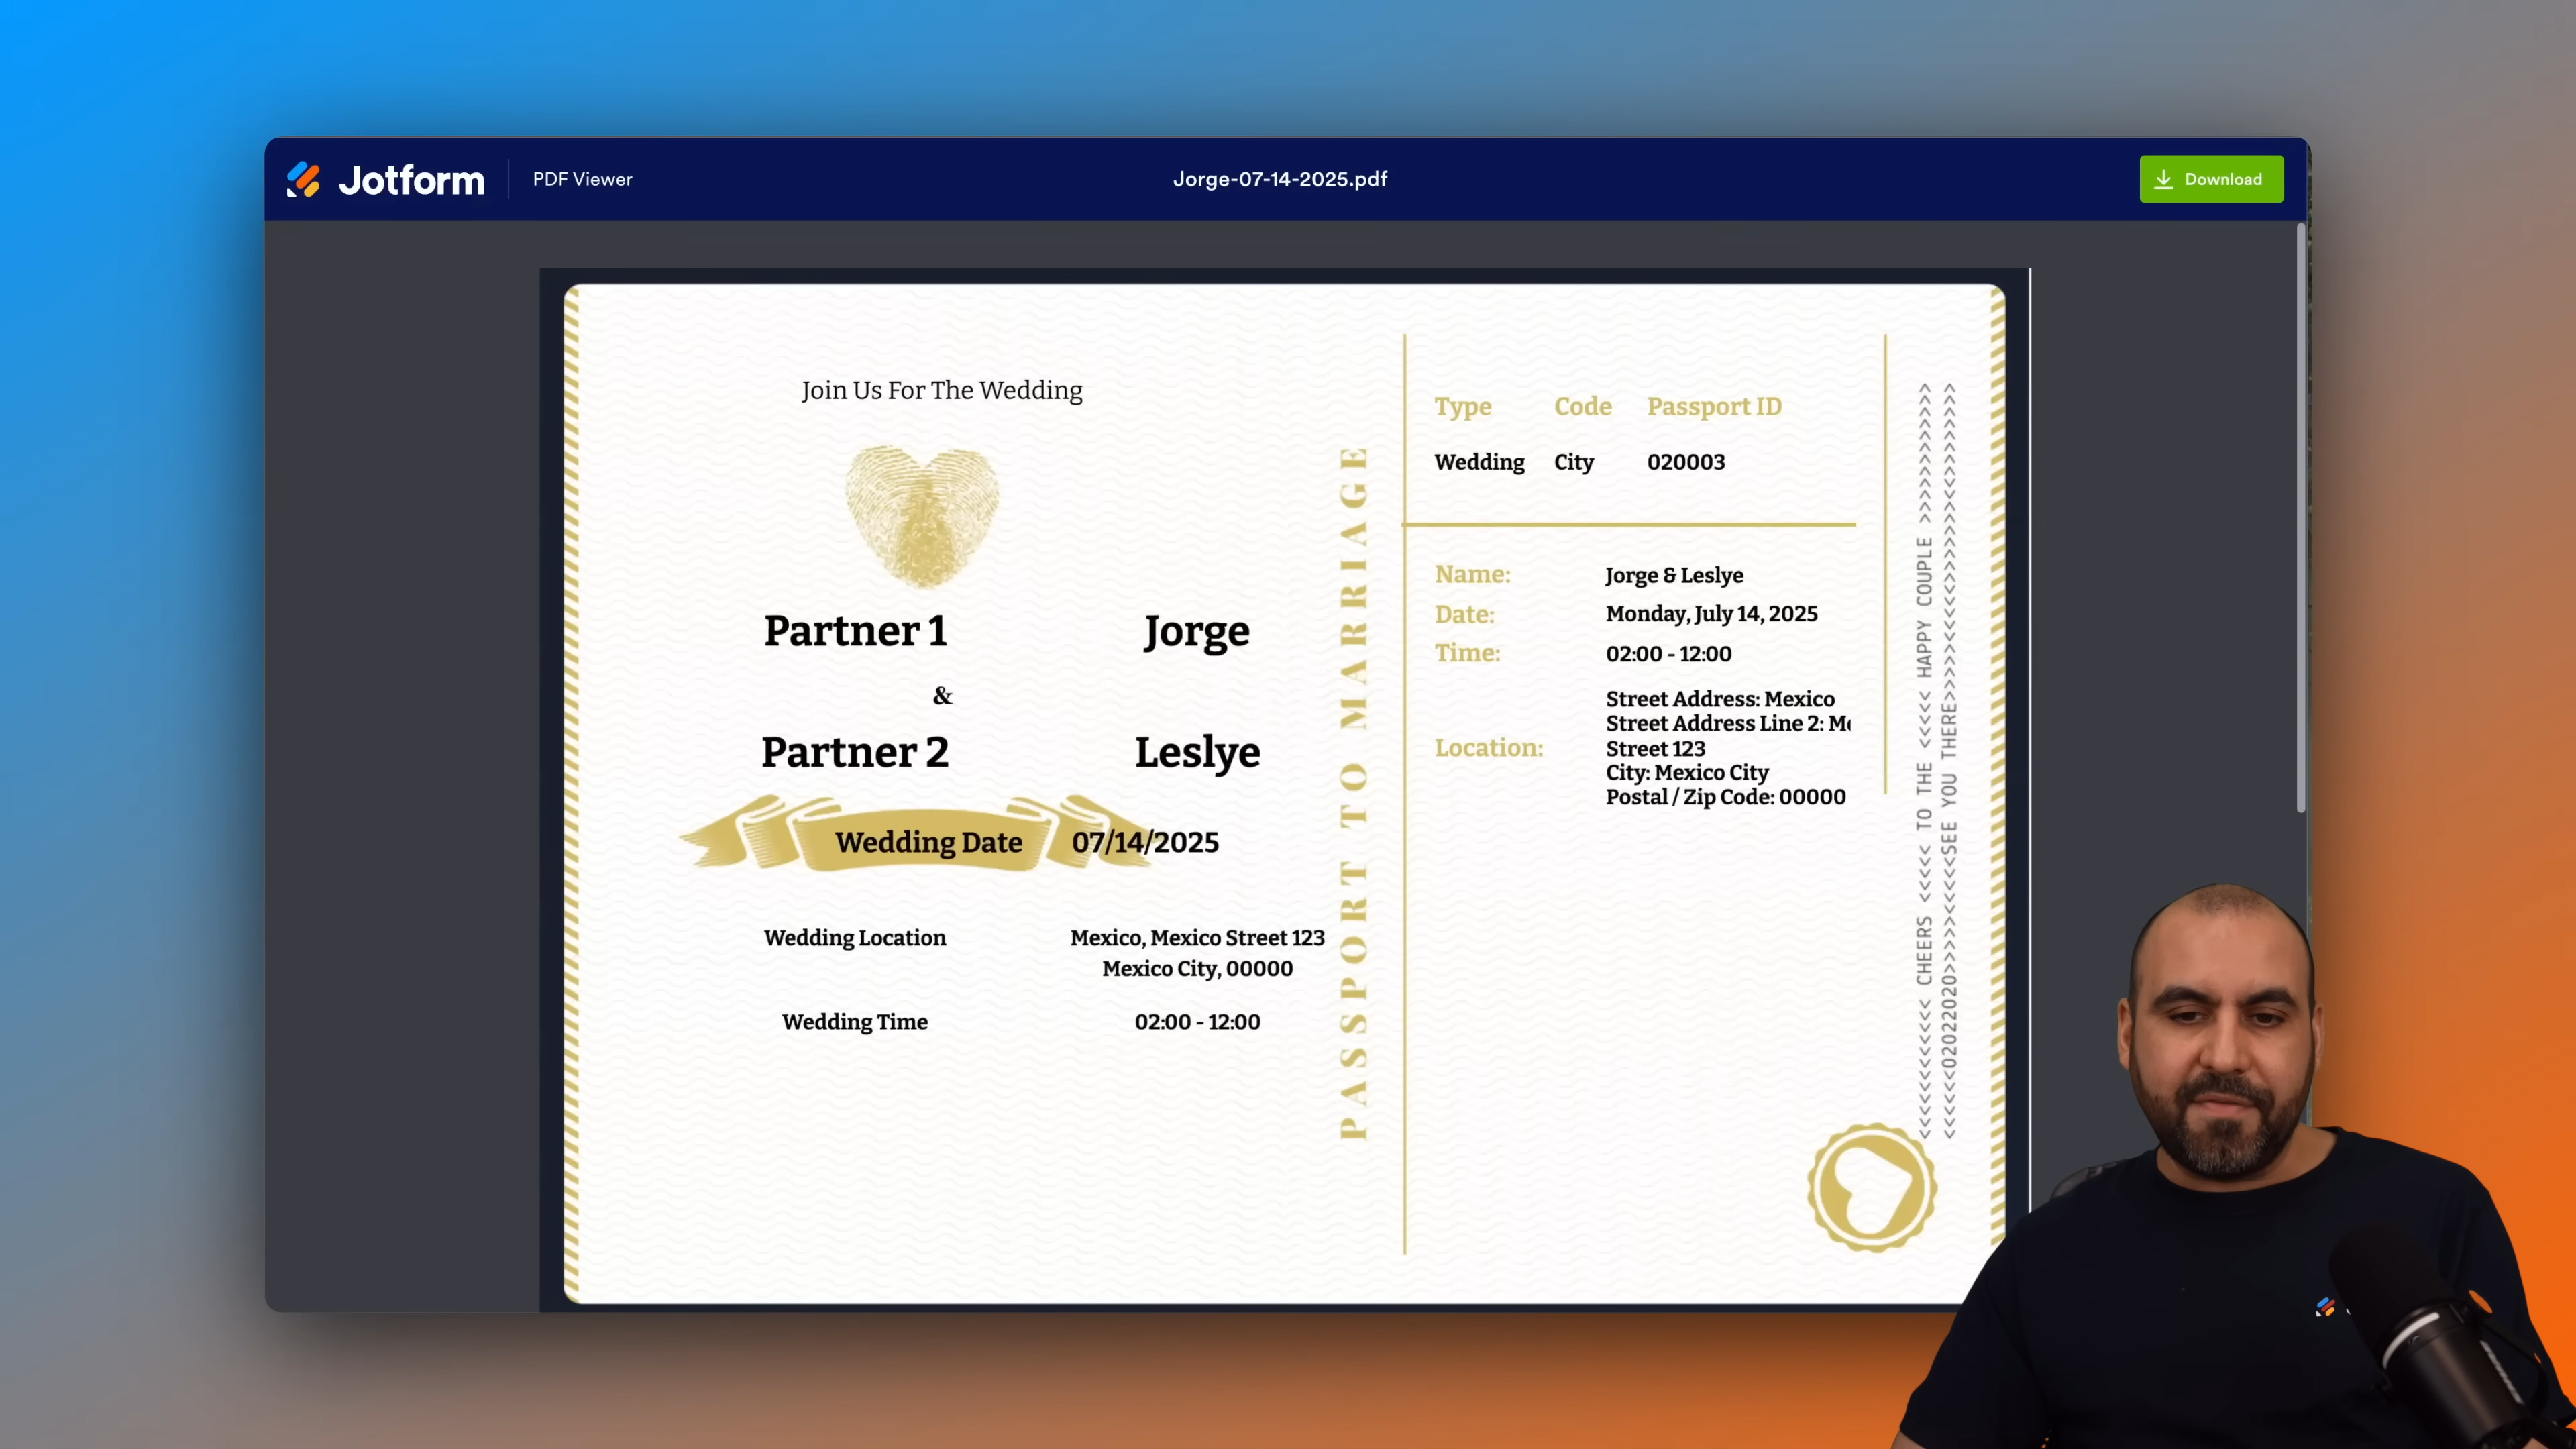 Jotform
PDF Viewer
Jorge-07-14-2025.pdf
Download
Join Us For The Wedding
Partner 1
Jorge
&
Partner 2
Leslye
Wedding Date
07/14/2025
Wedding Location
Mexico, Mexico Street 123
Mexico City, 00000
Wedding Time
02:00 - 12:00
PASSPORT TO MARRIAGE
Type Code Passport ID
Wedding City 020003
Name: Jorge & Leslye
Date: Monday, July 14, 2025
Time: 02:00 - 12:00
Location:
Street Address: Mexico
Street Address Line 2:
Street 123
City: Mexico City
Postal / Zip Code: 00000
<<<<<<<<<<< CHEERS <<<<< TO THE <<<<< HAPPY COUPLE >>>>>>>>>>>